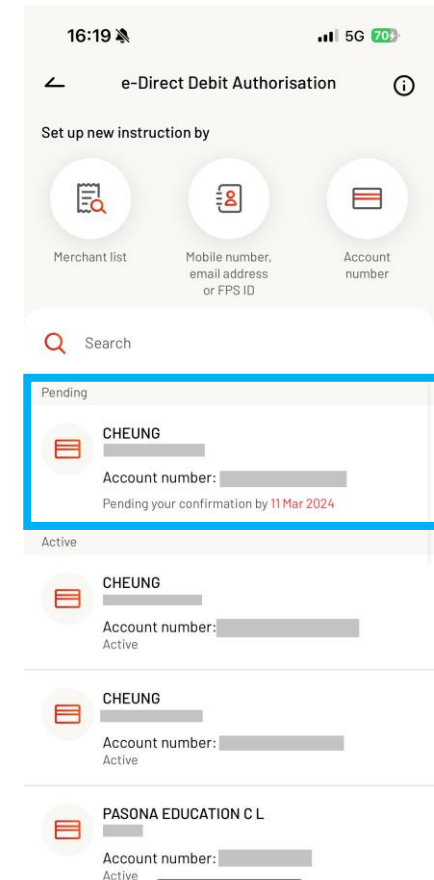 16:19
5G 70
e-Direct Debit Authorisation
Set up new instruction by
Merchant list
Mobile number,
email address
or FPS ID
Account
number
Search
Pending
CHEUNG
Account number:
Pending your confirmation by 11 Mar 2024
Active
CHEUNG
Account number:
Active
CHEUNG
Account number:
Active
PASONA EDUCATION C L
Account number:
Active